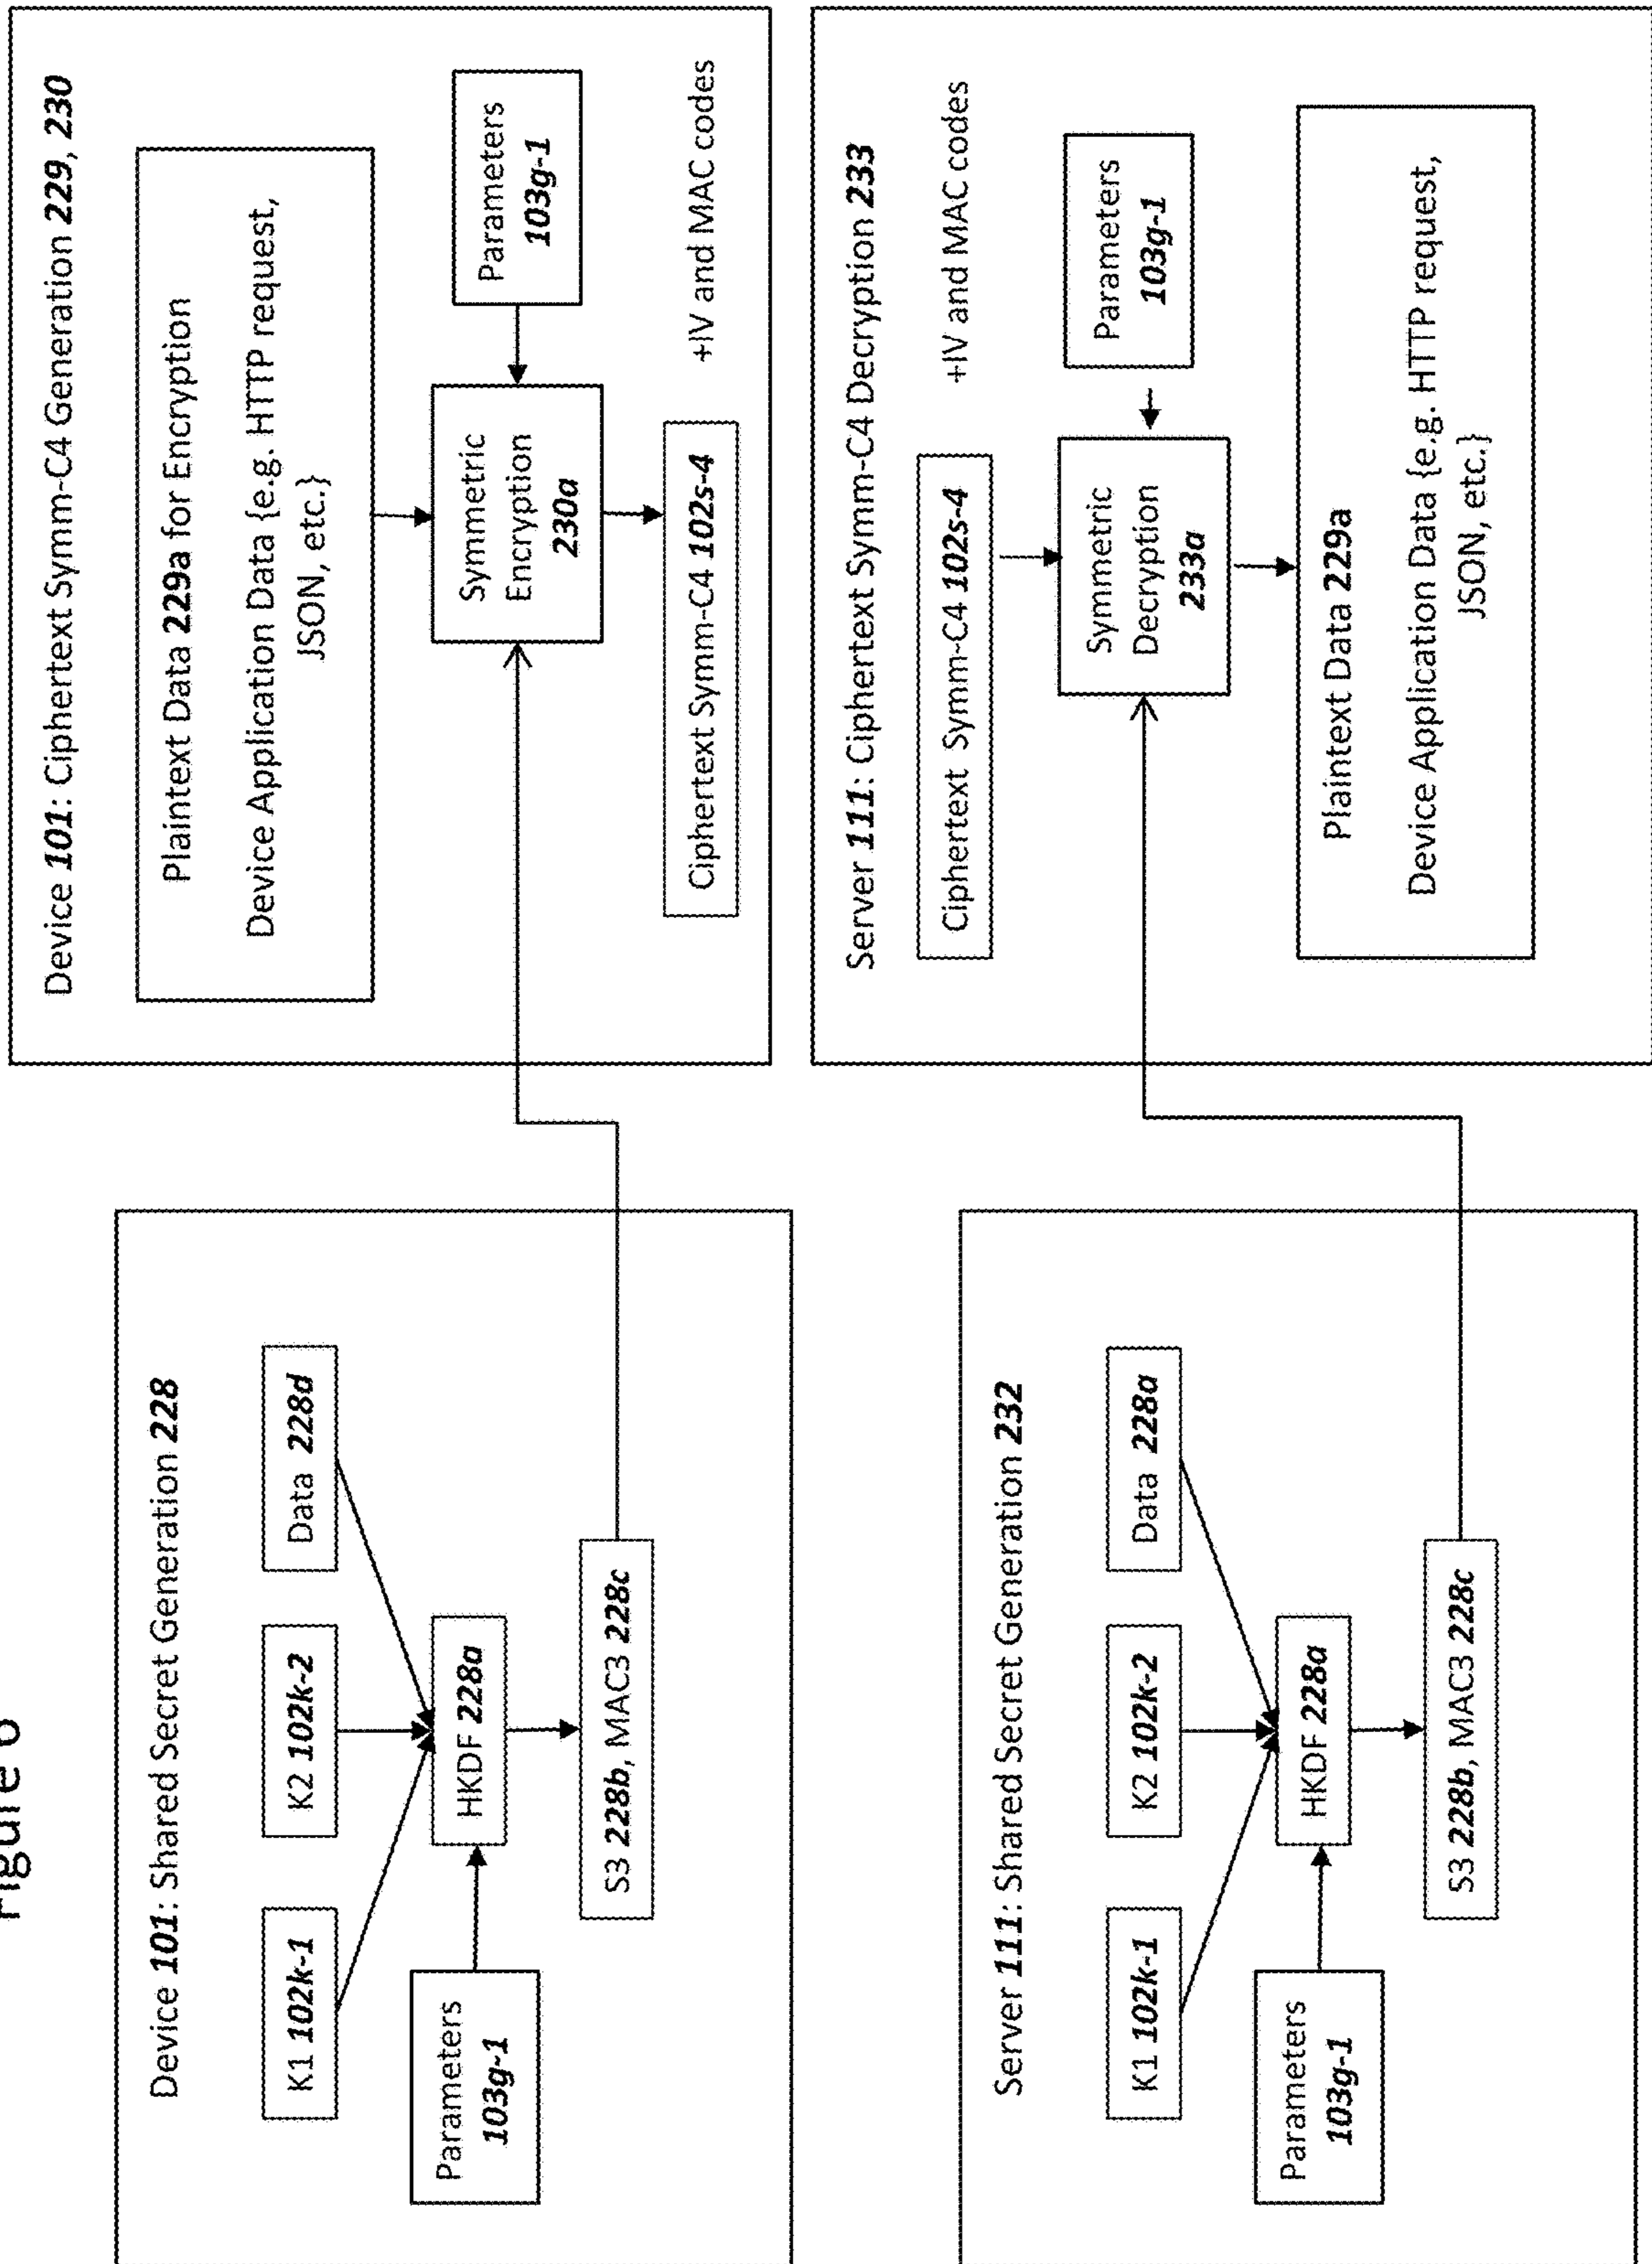 Figure
Device 101: Shared Secret Generation 228
K1 102k-1
K2 102k-2
Data 228d
Parameters
103g-1
HKDF 228a
S3 228b, MAC3 228c
Device 101: Ciphertext Symm-C4 Generation 229, 230
Plaintext Data 229a for Encryption
Device Application Data {e.g. HTTP request,
JSON, etc.}
Symmetric
Encryption
230a
Parameters
103g-1
Ciphertext Symm-C4 102s-4
+IV and MAC codes
Server 111: Shared Secret Generation 232
K1 102k-1
K2 102k-2
Data 228a
Parameters
103g-1
HKDF 228a
S3 228b, MAC3 228c
Server 111: Ciphertext Symm-C4 Decryption 233
Ciphertext Symm-C4 102s-4
+IV and MAC codes
Symmetric
Decryption
233a
Parameters
103g-1
Plaintext Data 229a
Device Application Data {e.g. HTTP request,
JSON, etc.}